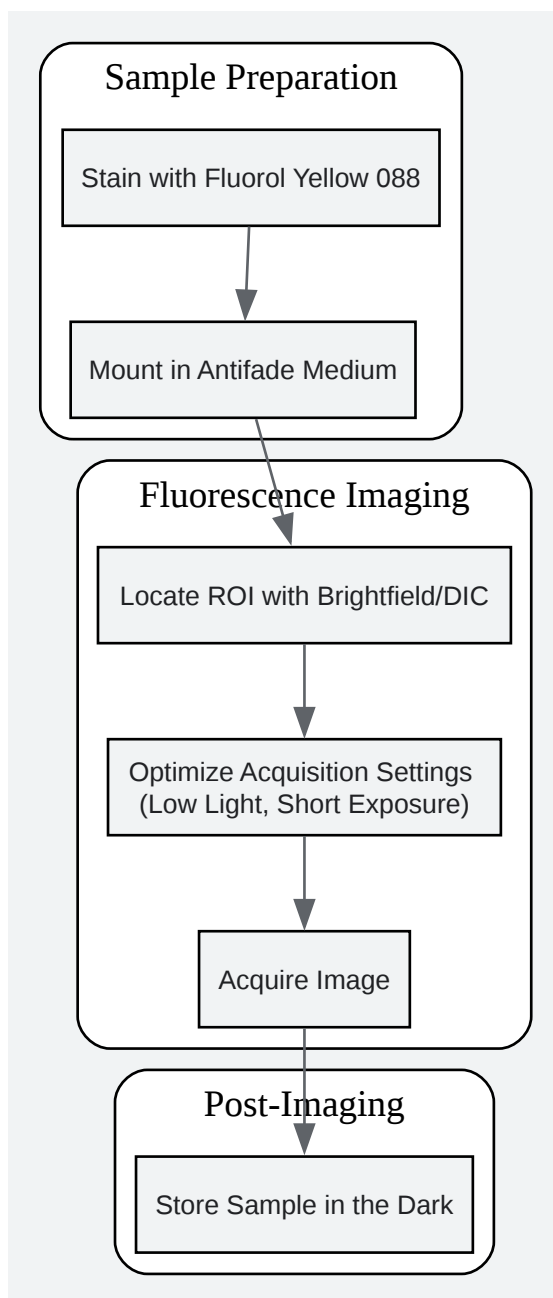 Sample Preparation
Stain with Fluorol Yellow 088
Mount in Antifade Medium
Fluorescence Imaging
Locate ROI with Brightfield/DIC
Optimize Acquisition Settings
(Low Light, Short Exposure)
Acquire Image
Post-Imaging
Store Sample in the Dark